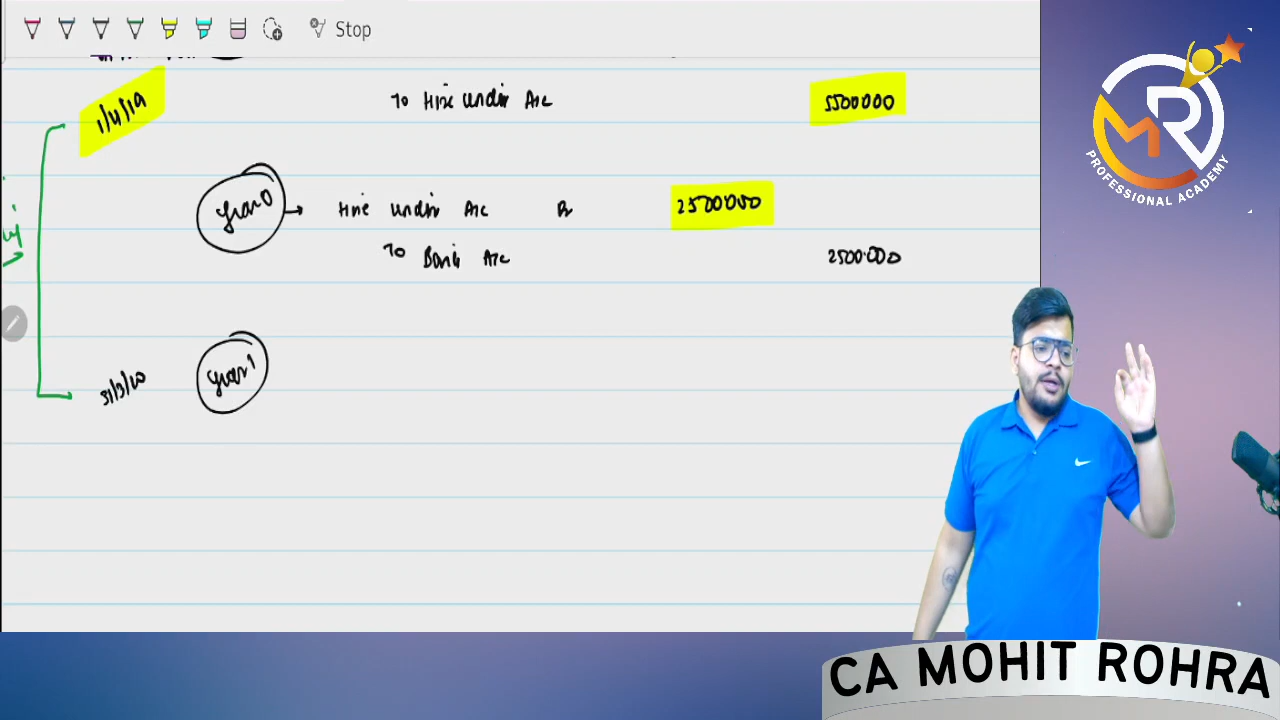 Stop
1/4/19 To Hire Vendor A/c 5500000
year 0 → Hire Vendor A/c Dr 2500000
To Bank A/c 2500000
31/3/20 year 1
MR
PROFESSIONAL ACADEMY
CA MOHIT ROHRA